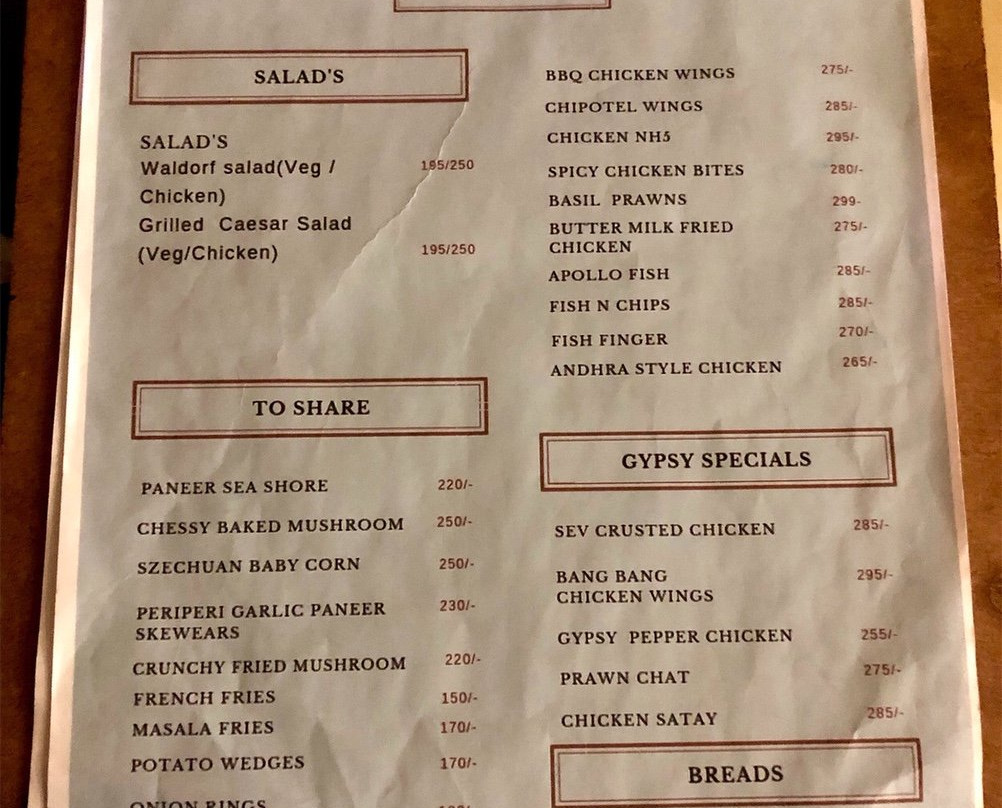 SALAD'S
SALAD'S
Waldorf salad(Veg / 195/250
Chicken)
Grilled Caesar Salad
(Veg/Chicken) 195/250
TO SHARE
PANEER SEA SHORE 220/-
CHESSY BAKED MUSHROOM 250/-
SZECHUAN BABY CORN 250/-
PERIPERI GARLIC PANEER 230/-
SKEWEARS
CRUNCHY FRIED MUSHROOM 220/-
FRENCH FRIES 150/-
MASALA FRIES 170/-
POTATO WEDGES 170/-
ONION RINGS
BBQ CHICKEN WINGS 275/-
CHIPOTEL WINGS 285/-
CHICKEN NH5 295/-
SPICY CHICKEN BITES 280/-
BASIL PRAWNS 299-
BUTTER MILK FRIED 275/-
CHICKEN
APOLLO FISH 285/-
FISH N CHIPS 285/-
FISH FINGER 270/-
ANDHRA STYLE CHICKEN 265/-
GYPSY SPECIALS
SEV CRUSTED CHICKEN 285/-
BANG BANG 295/-
CHICKEN WINGS
GYPSY PEPPER CHICKEN 255/-
PRAWN CHAT 275/-
CHICKEN SATAY 285/-
BREADS